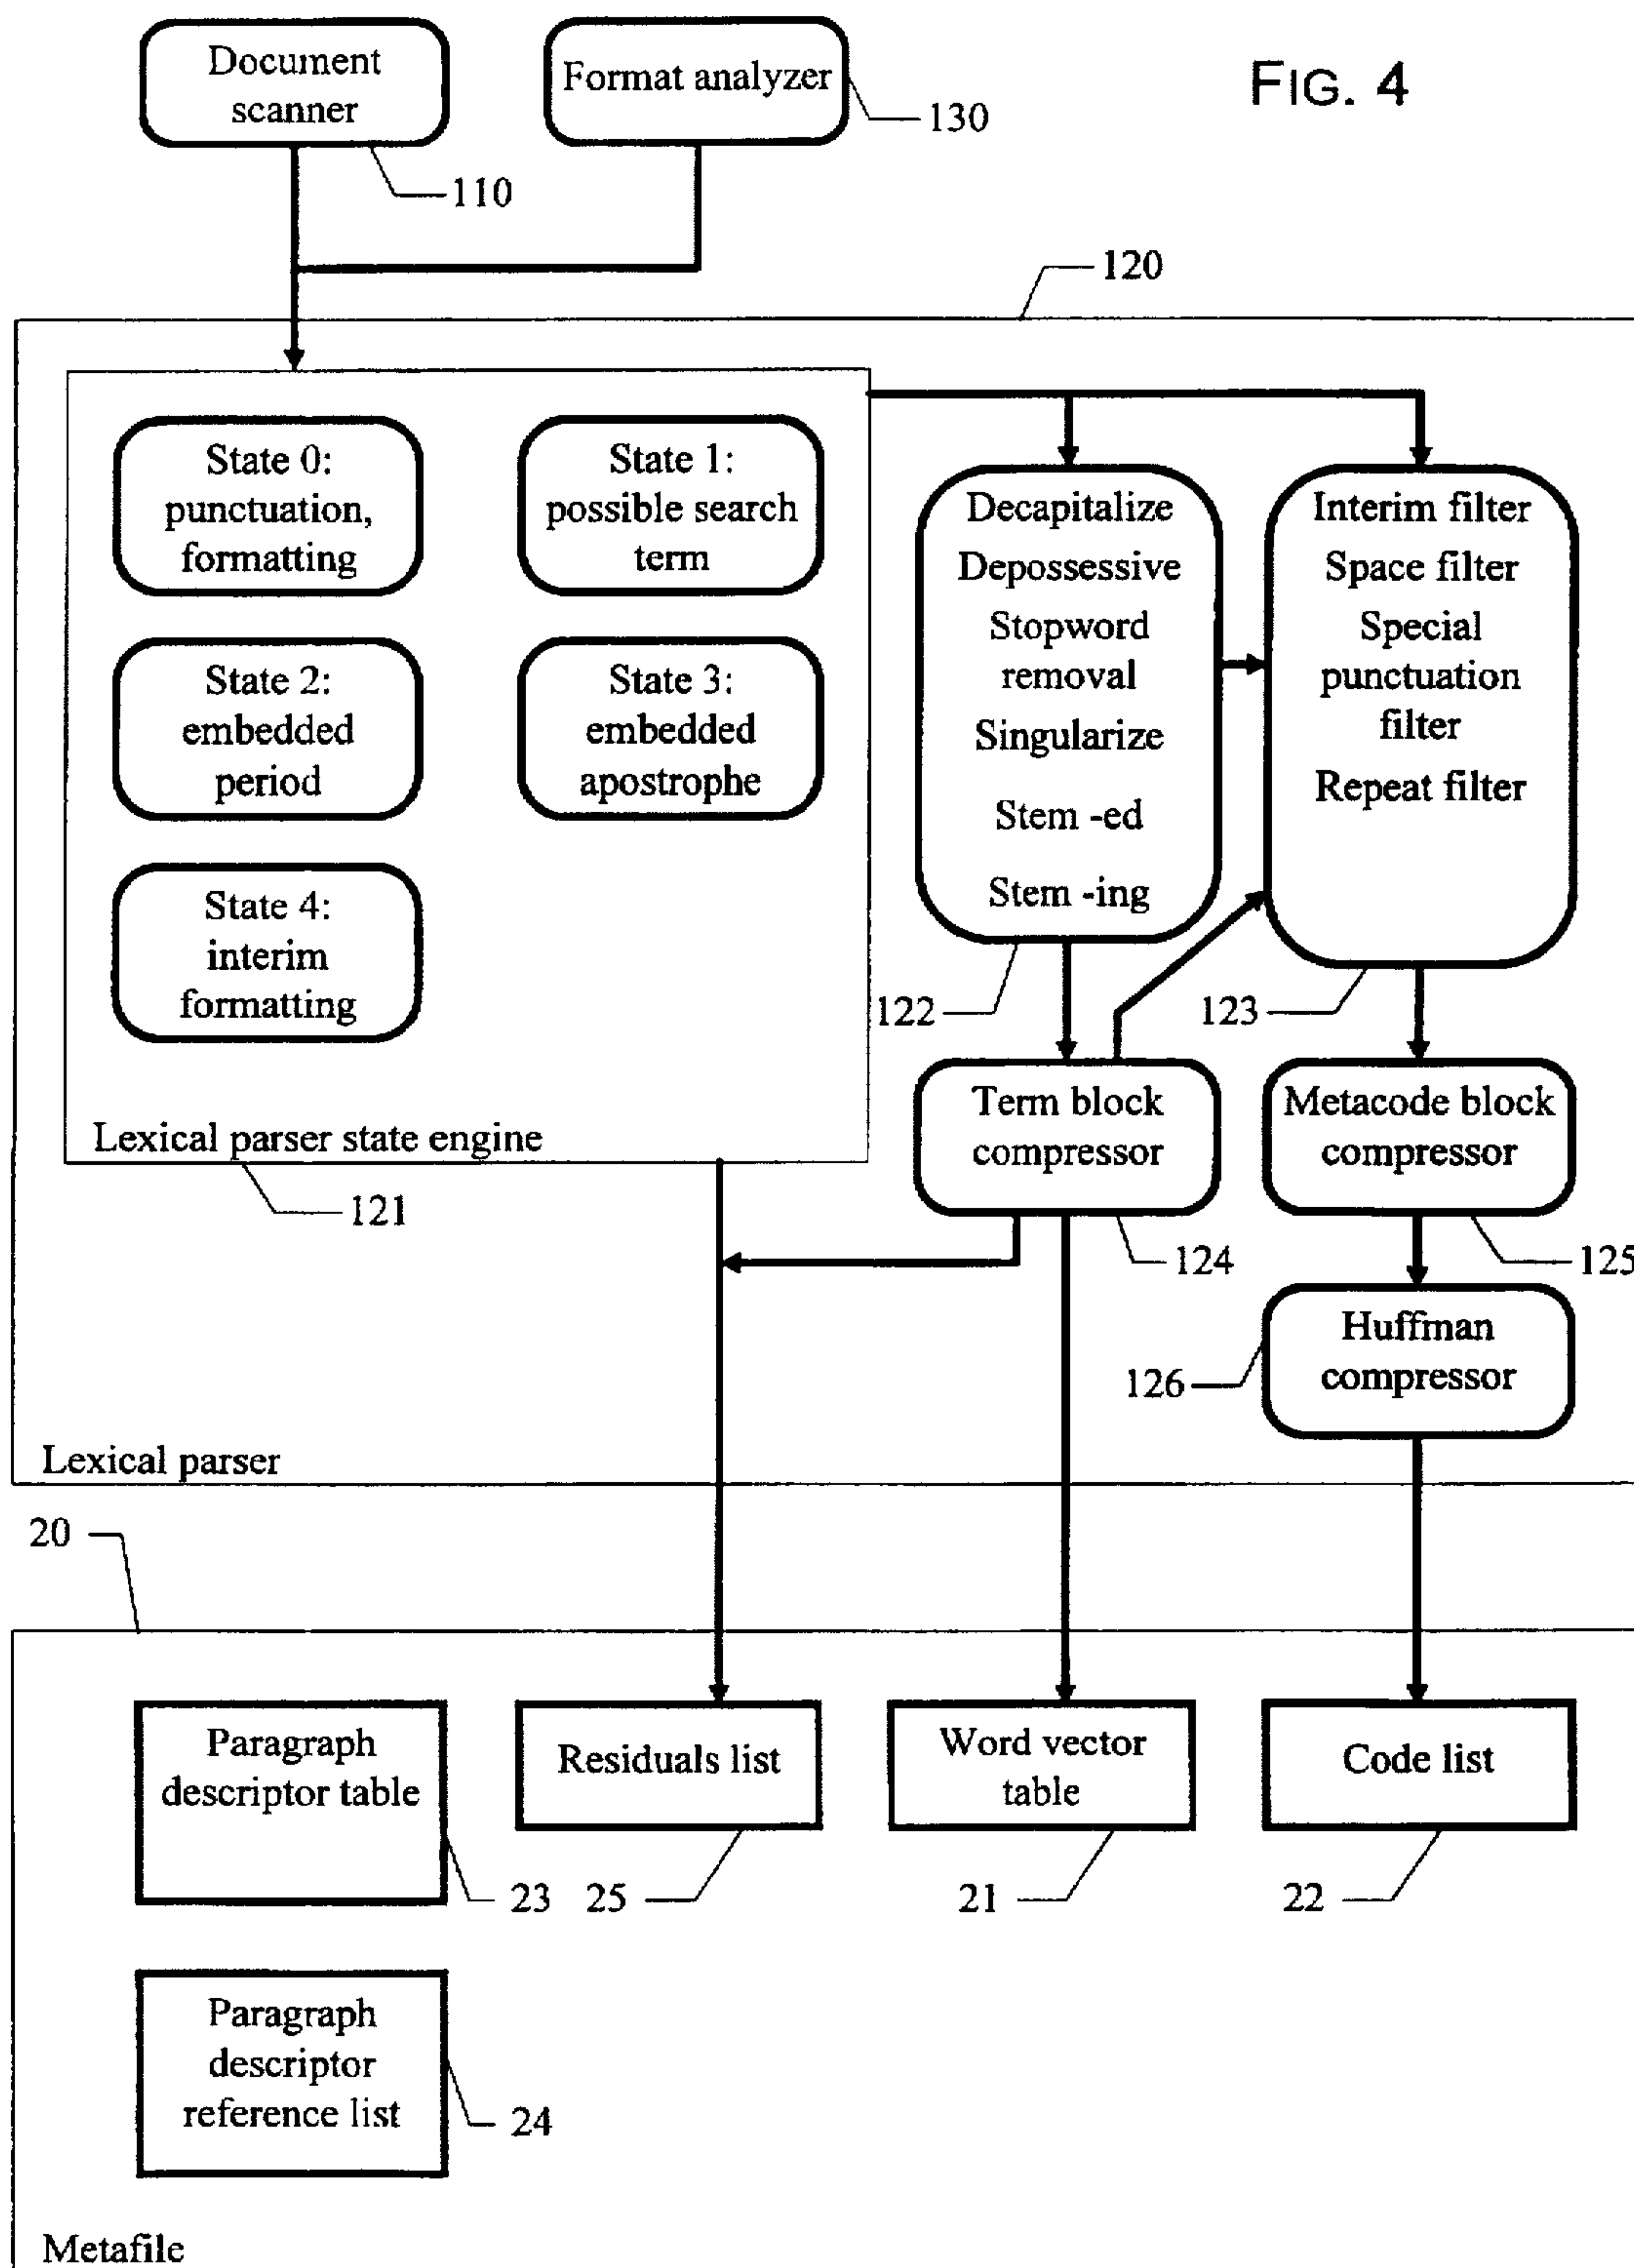 Document
scanner
Format analyzer
FIG. 4
130
110
120
State 0:
punctuation,
formatting
State 1:
possible search
term
State 2:
embedded
period
State 3:
embedded
apostrophe
State 4:
interim
formatting
Lexical parser state engine
121
Decapitalize
Depossessive
Stopword
removal
Singularize
Stem -ed
Stem -ing
122
Interim filter
Space filter
Special
punctuation
filter
Repeat filter
123
Term block
compressor
124
Metacode block
compressor
125
Huffman
compressor
126
Lexical parser
20
Paragraph
descriptor table
23
Residuals list
25
Word vector
table
21
Code list
22
Paragraph
descriptor
reference list
24
Metafile